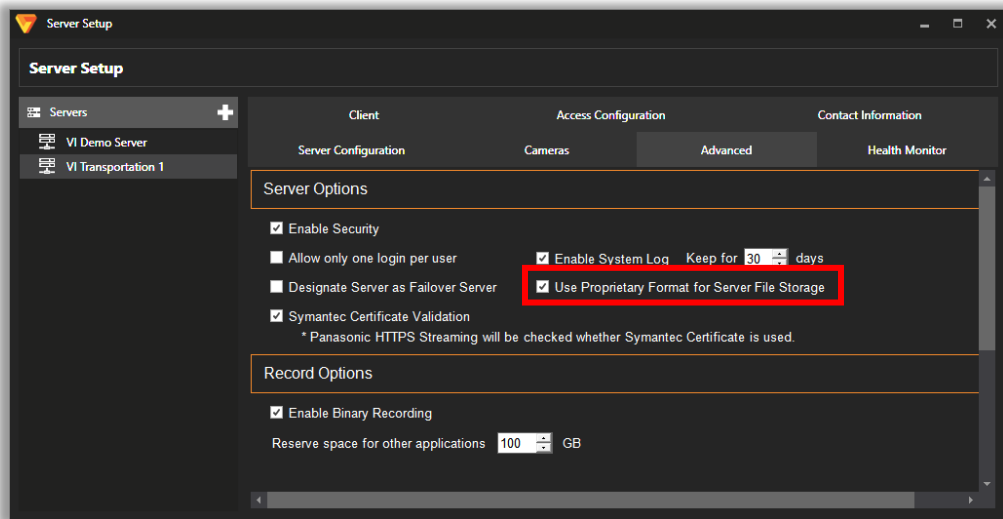 Server Setup
Server Setup
Servers
VI Demo Server
VI Transportation 1
Client Access Configuration Contact Information
Server Configuration Cameras Advanced Health Monitor
Server Options
Enable Security
Allow only one login per user Enable System Log Keep for 30 days
Designate Server as Failover Server Use Proprietary Format for Server File Storage
Symantec Certificate Validation
* Panasonic HTTPS Streaming will be checked whether Symantec Certificate is used.
Record Options
Enable Binary Recording
Reserve space for other applications 100 GB